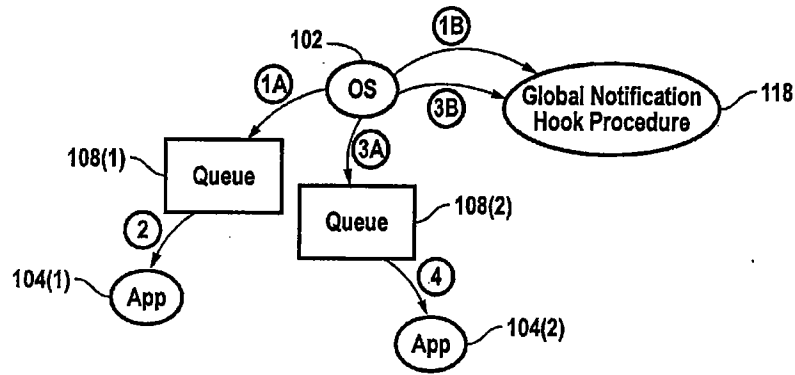 102
1B
1A
OS
3B
Global Notification
Hook Procedure
118
108(1)
Queue
3A
Queue
108(2)
2
104(1)
App
4
App
104(2)